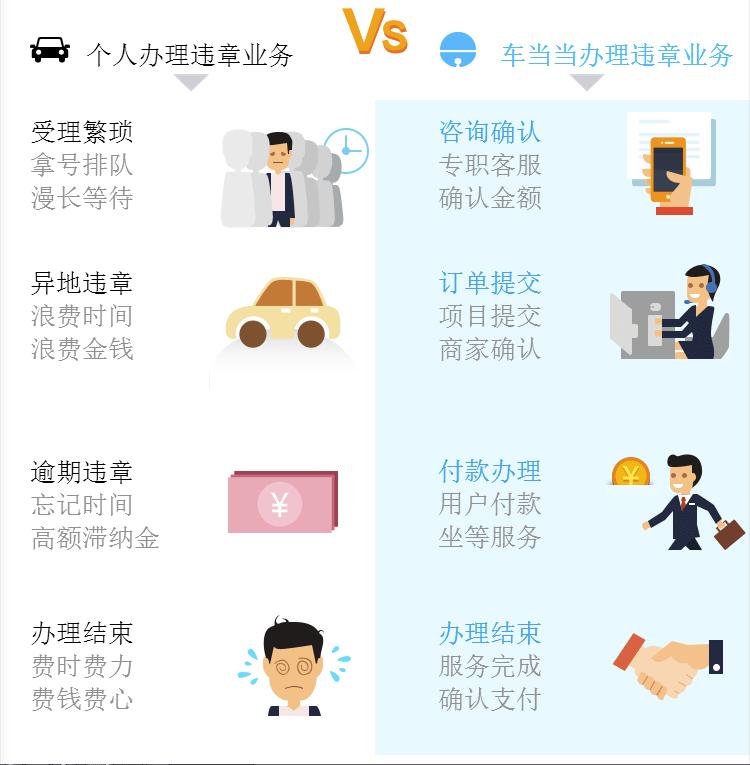 Vs
个人办理违章业务
车当当办理违章业务
受理繁琐
拿号排队
漫长等待
咨询确认
专职客服
确认金额
异地违章
浪费时间
浪费金钱
订单提交
项目提交
商家确认
逾期违章
忘记时间
高额滞纳金
¥
付款办理
用户付款
坐等服务
¥
办理结束
费时费力
费钱费心
办理结束
服务完成
确认支付